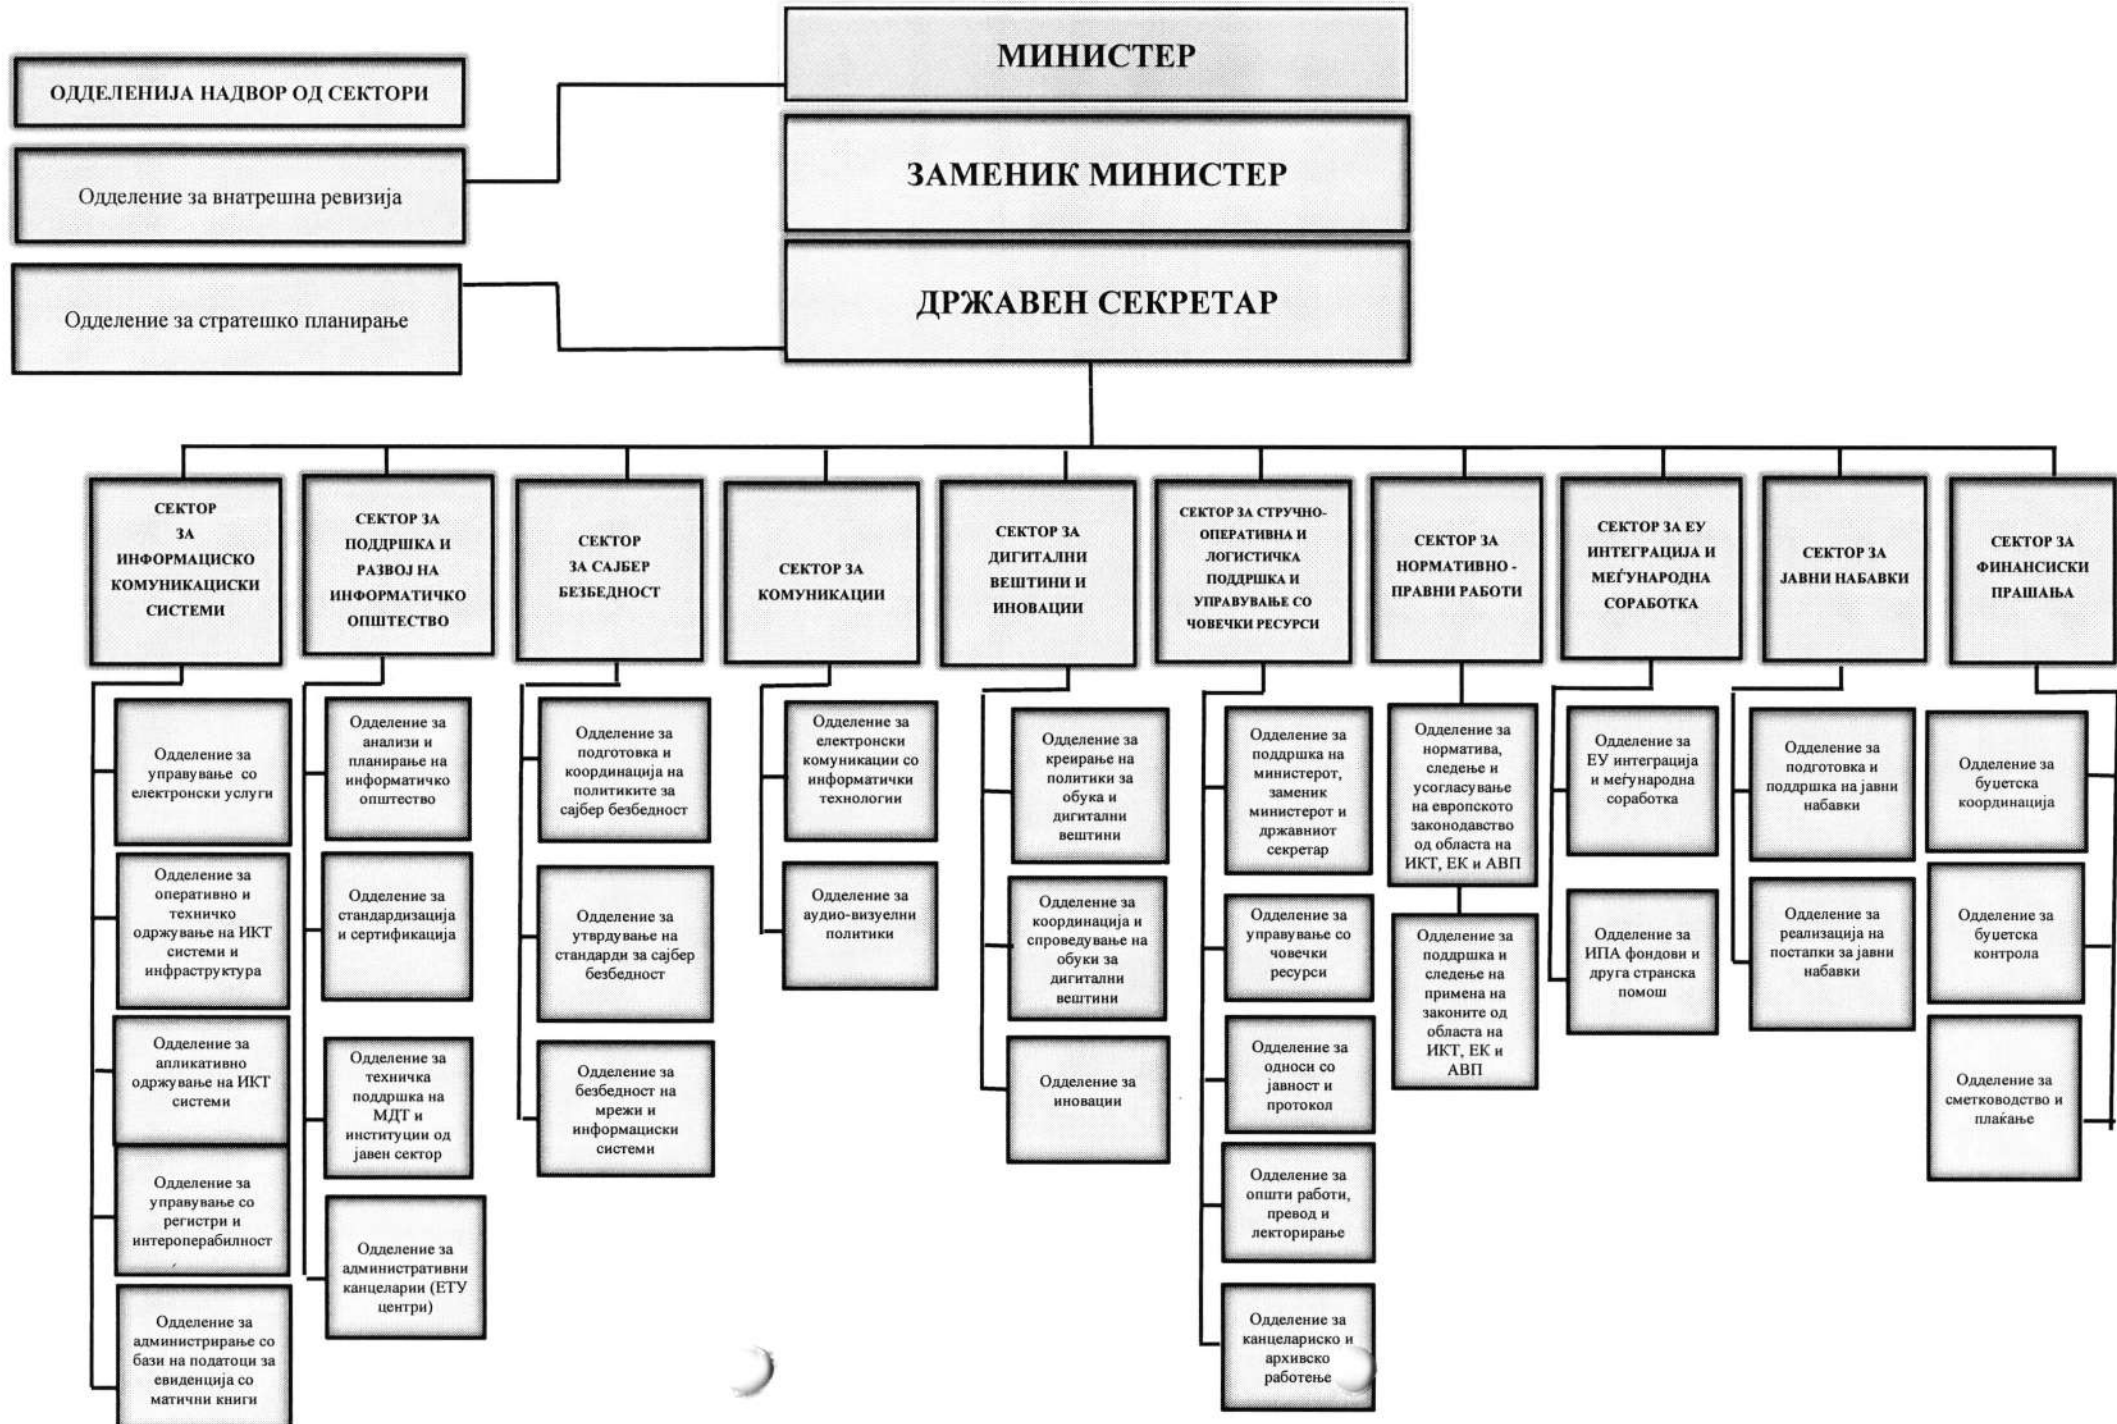 МИНИСТЕР
ОДДЕЛЕНИЈА НАДВОР ОД СЕКТОРИ
Одделение за внатрешна ревизија
ЗАМЕНИК МИНИСТЕР
Одделение за стратешко планирање
ДРЖАВЕН СЕКРЕТАР
СЕКТОР
ЗА
ИНФОРМАЦИСКО
КОМУНИКАЦИСКИ
СИСТЕМИ
Одделение за
управување со
електронски услуги
Одделение за
оперативно и
техничко
одржување на ИКТ
системи и
инфраструктура
Одделение за
апликативно
одржување на ИКТ
системи
Одделение за
управување со
регистри и
интероперабилност
Одделение за
администрирање со
бази на податоци за
евиденција со
матични книги
СЕКТОР ЗА
ПОДДРШКА И
РАЗВОЈ НА
ИНФОРМАТИЧКО
ОПШТЕСТВО
Одделение за
анализи и
планирање на
информатичко
општество
Одделение за
стандардизација
и сертификација
Одделение за
техничка
поддршка на
МДТ и
институции од
јавен сектор
Одделение за
административни
канцеларии (ЕТУ
центри)
СЕКТОР
ЗА САЈБЕР
БЕЗБЕДНОСТ
Одделение за
подготовка и
координација на
политиките за
сајбер безбедност
Одделение за
утврдување на
стандарди за сајбер
безбедност
Одделение за
безбедност на
мрежи и
информациски
системи
СЕКТОР ЗА
КОМУНИКАЦИИ
Одделение за
електронски
комуникации со
информатички
технологии
Одделение за
аудио-визуелни
политики
СЕКТОР ЗА
ДИГИТАЛНИ
ВЕШТИНИ И
ИНОВАЦИИ
Одделение за
креирање на
политики за
обука и
дигитални
вештини
Одделение за
координација и
спроведување на
обуки за
дигитални
вештини
Одделение за
иновации
СЕКТОР ЗА СТРУЧНО-
ОПЕРАТИВНА И
ЛОГИСТИЧКА
ПОДДРШКА И
УПРАВУВАЊЕ СО
ЧОВЕЧКИ РЕСУРСИ
Одделение за
поддршка на
министерот,
заменик
министерот и
државниот
секретар
Одделение за
управување со
човечки
ресурси
Одделение за
односи со
јавност и
протокол
Одделение за
општи работи,
превод и
лекторирање
Одделение за
канцелариско и
архивско
работење
СЕКТОР ЗА
НОРМАТИВНО -
ПРАВНИ РАБОТИ
Одделение за
норматива,
следење и
усогласување
на европското
законодавство
од областа на
ИКТ, ЕК и АВП
Одделение за
поддршка и
следење на
примена на
законите од
областа на
ИКТ, ЕК и
АВП
СЕКТОР ЗА ЕУ
ИНТЕГРАЦИЈА И
МЕЃУНАРОДНА
СОРАБОТКА
Одделение за
ЕУ интеграција
и меѓународна
соработка
Одделение за
ИПА фондови и
друга странска
помош
СЕКТОР ЗА
ЈАВНИ НАБАВКИ
Одделение за
подготовка и
поддршка на јавни
набавки
Одделение за
реализација на
постапки за јавни
набавки
СЕКТОР ЗА
ФИНАНСИСКИ
ПРАШАЊА
Одделение за
буџетска
координација
Одделение за
буџетска
контрола
Одделение за
сметководство и
плаќање